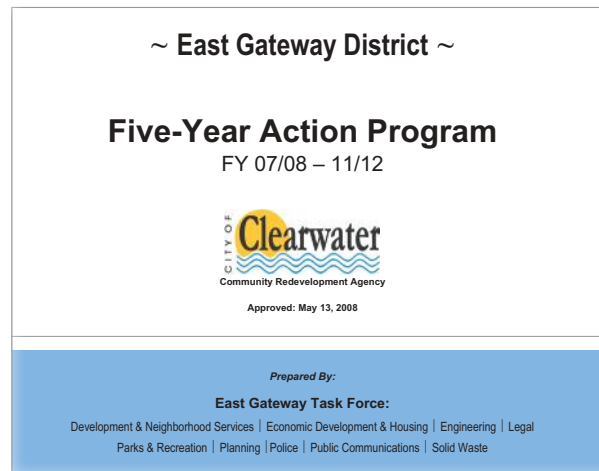 ~ East Gateway District ~
Five-Year Action Program
FY 07/08 – 11/12
CITY OF
Clearwater
Community Redevelopment Agency
Approved: May 13, 2008
Prepared By:
East Gateway Task Force:
Development & Neighborhood Services | Economic Development & Housing | Engineering | Legal
Parks & Recreation | Planning |Police | Public Communications | Solid Waste